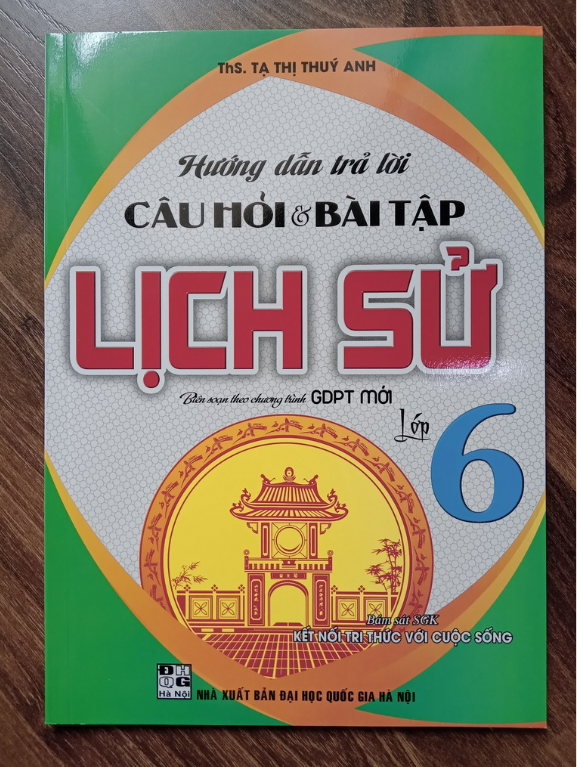 ThS. TẠ THỊ THUÝ ANH
Hướng dẫn trả lời
CÂU HỎI & BÀI TẬP
LỊCH SỬ
Biên soạn theo chương trình GDPT MỚI
Lớp 6
Bám sát SGK
KẾT NỐI TRI THỨC VỚI CUỘC SỐNG
ĐH
QG
Hà Nội
NHÀ XUẤT BẢN ĐẠI HỌC QUỐC GIA HÀ NỘI